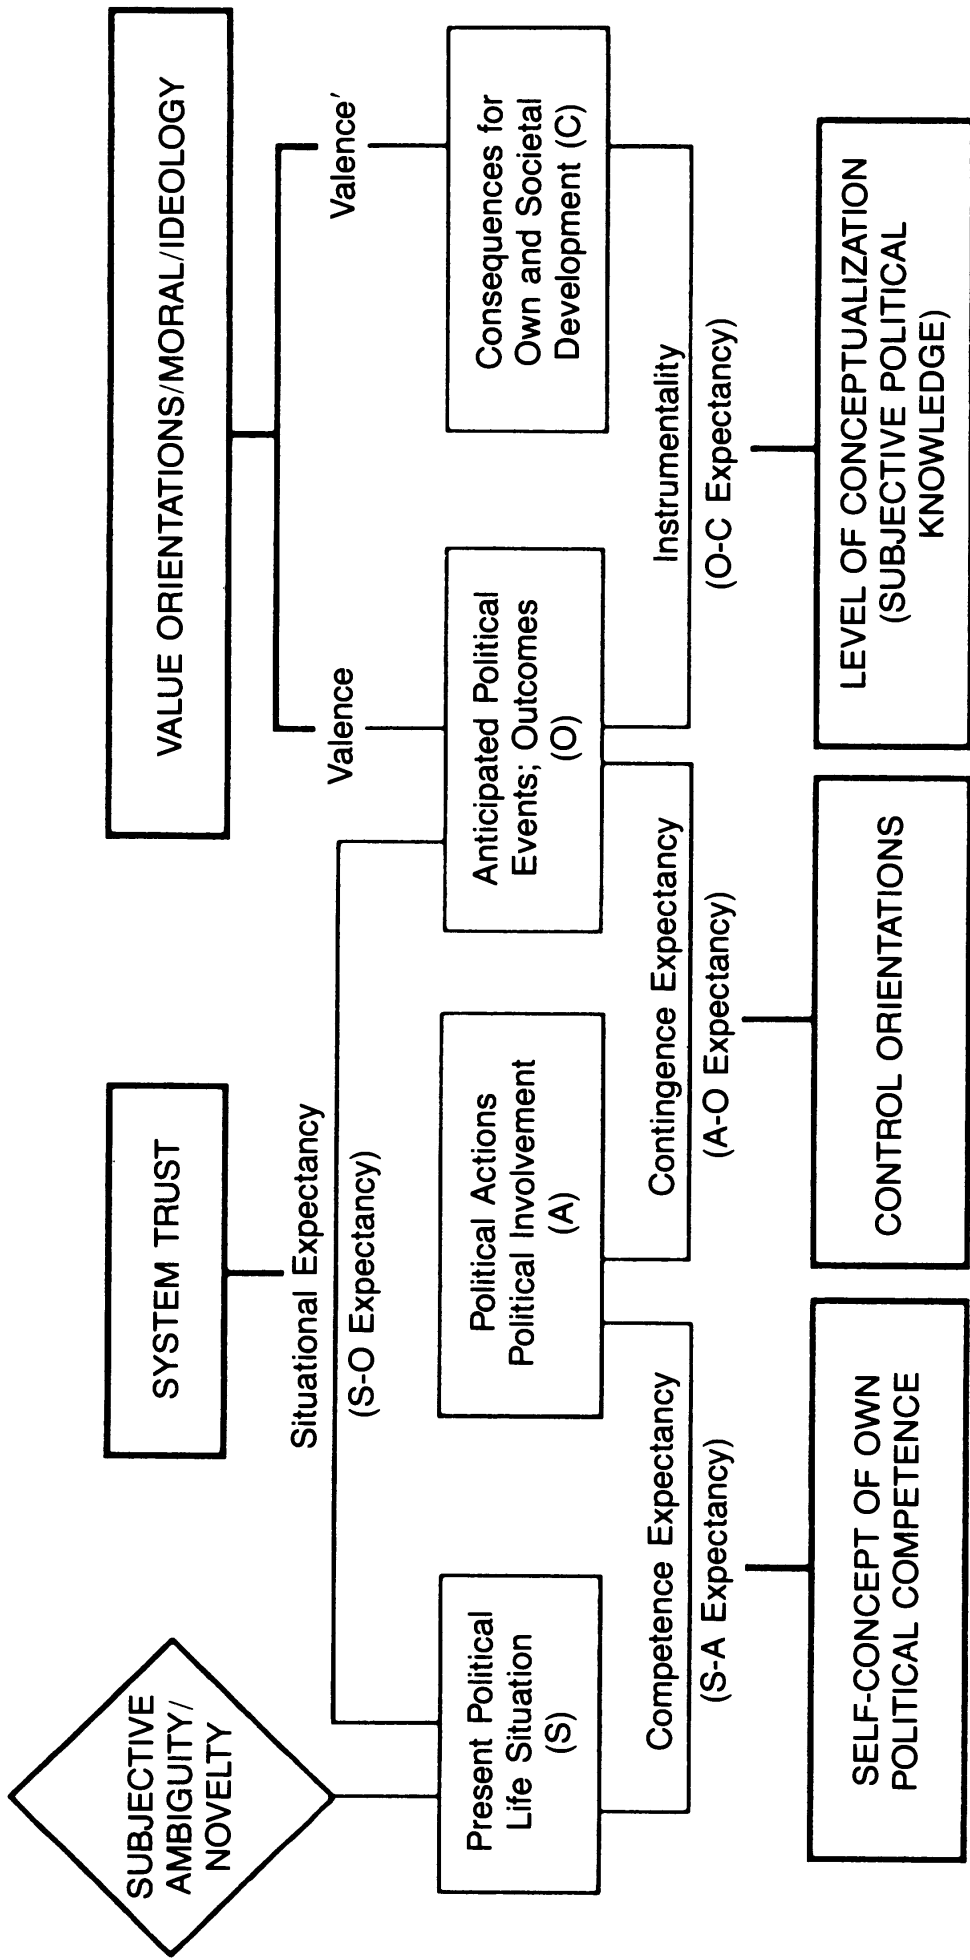 SUBJECTIVE
AMBIGUITY/
NOVELTY
SYSTEM TRUST
VALUE ORIENTATIONS/MORAL/IDEOLOGY
Situational Expectancy
(S-O Expectancy)
Valence
Valence'
Present Political
Life Situation
(S)
Political Actions
Political Involvement
(A)
Anticipated Political
Events; Outcomes
(O)
Consequences for
Own and Societal
Development (C)
Competence Expectancy
(S-A Expectancy)
Contingence Expectancy
(A-O Expectancy)
Instrumentality
(O-C Expectancy)
SELF-CONCEPT OF OWN
POLITICAL COMPETENCE
CONTROL ORIENTATIONS
LEVEL OF CONCEPTUALIZATION
(SUBJECTIVE POLITICAL
KNOWLEDGE)